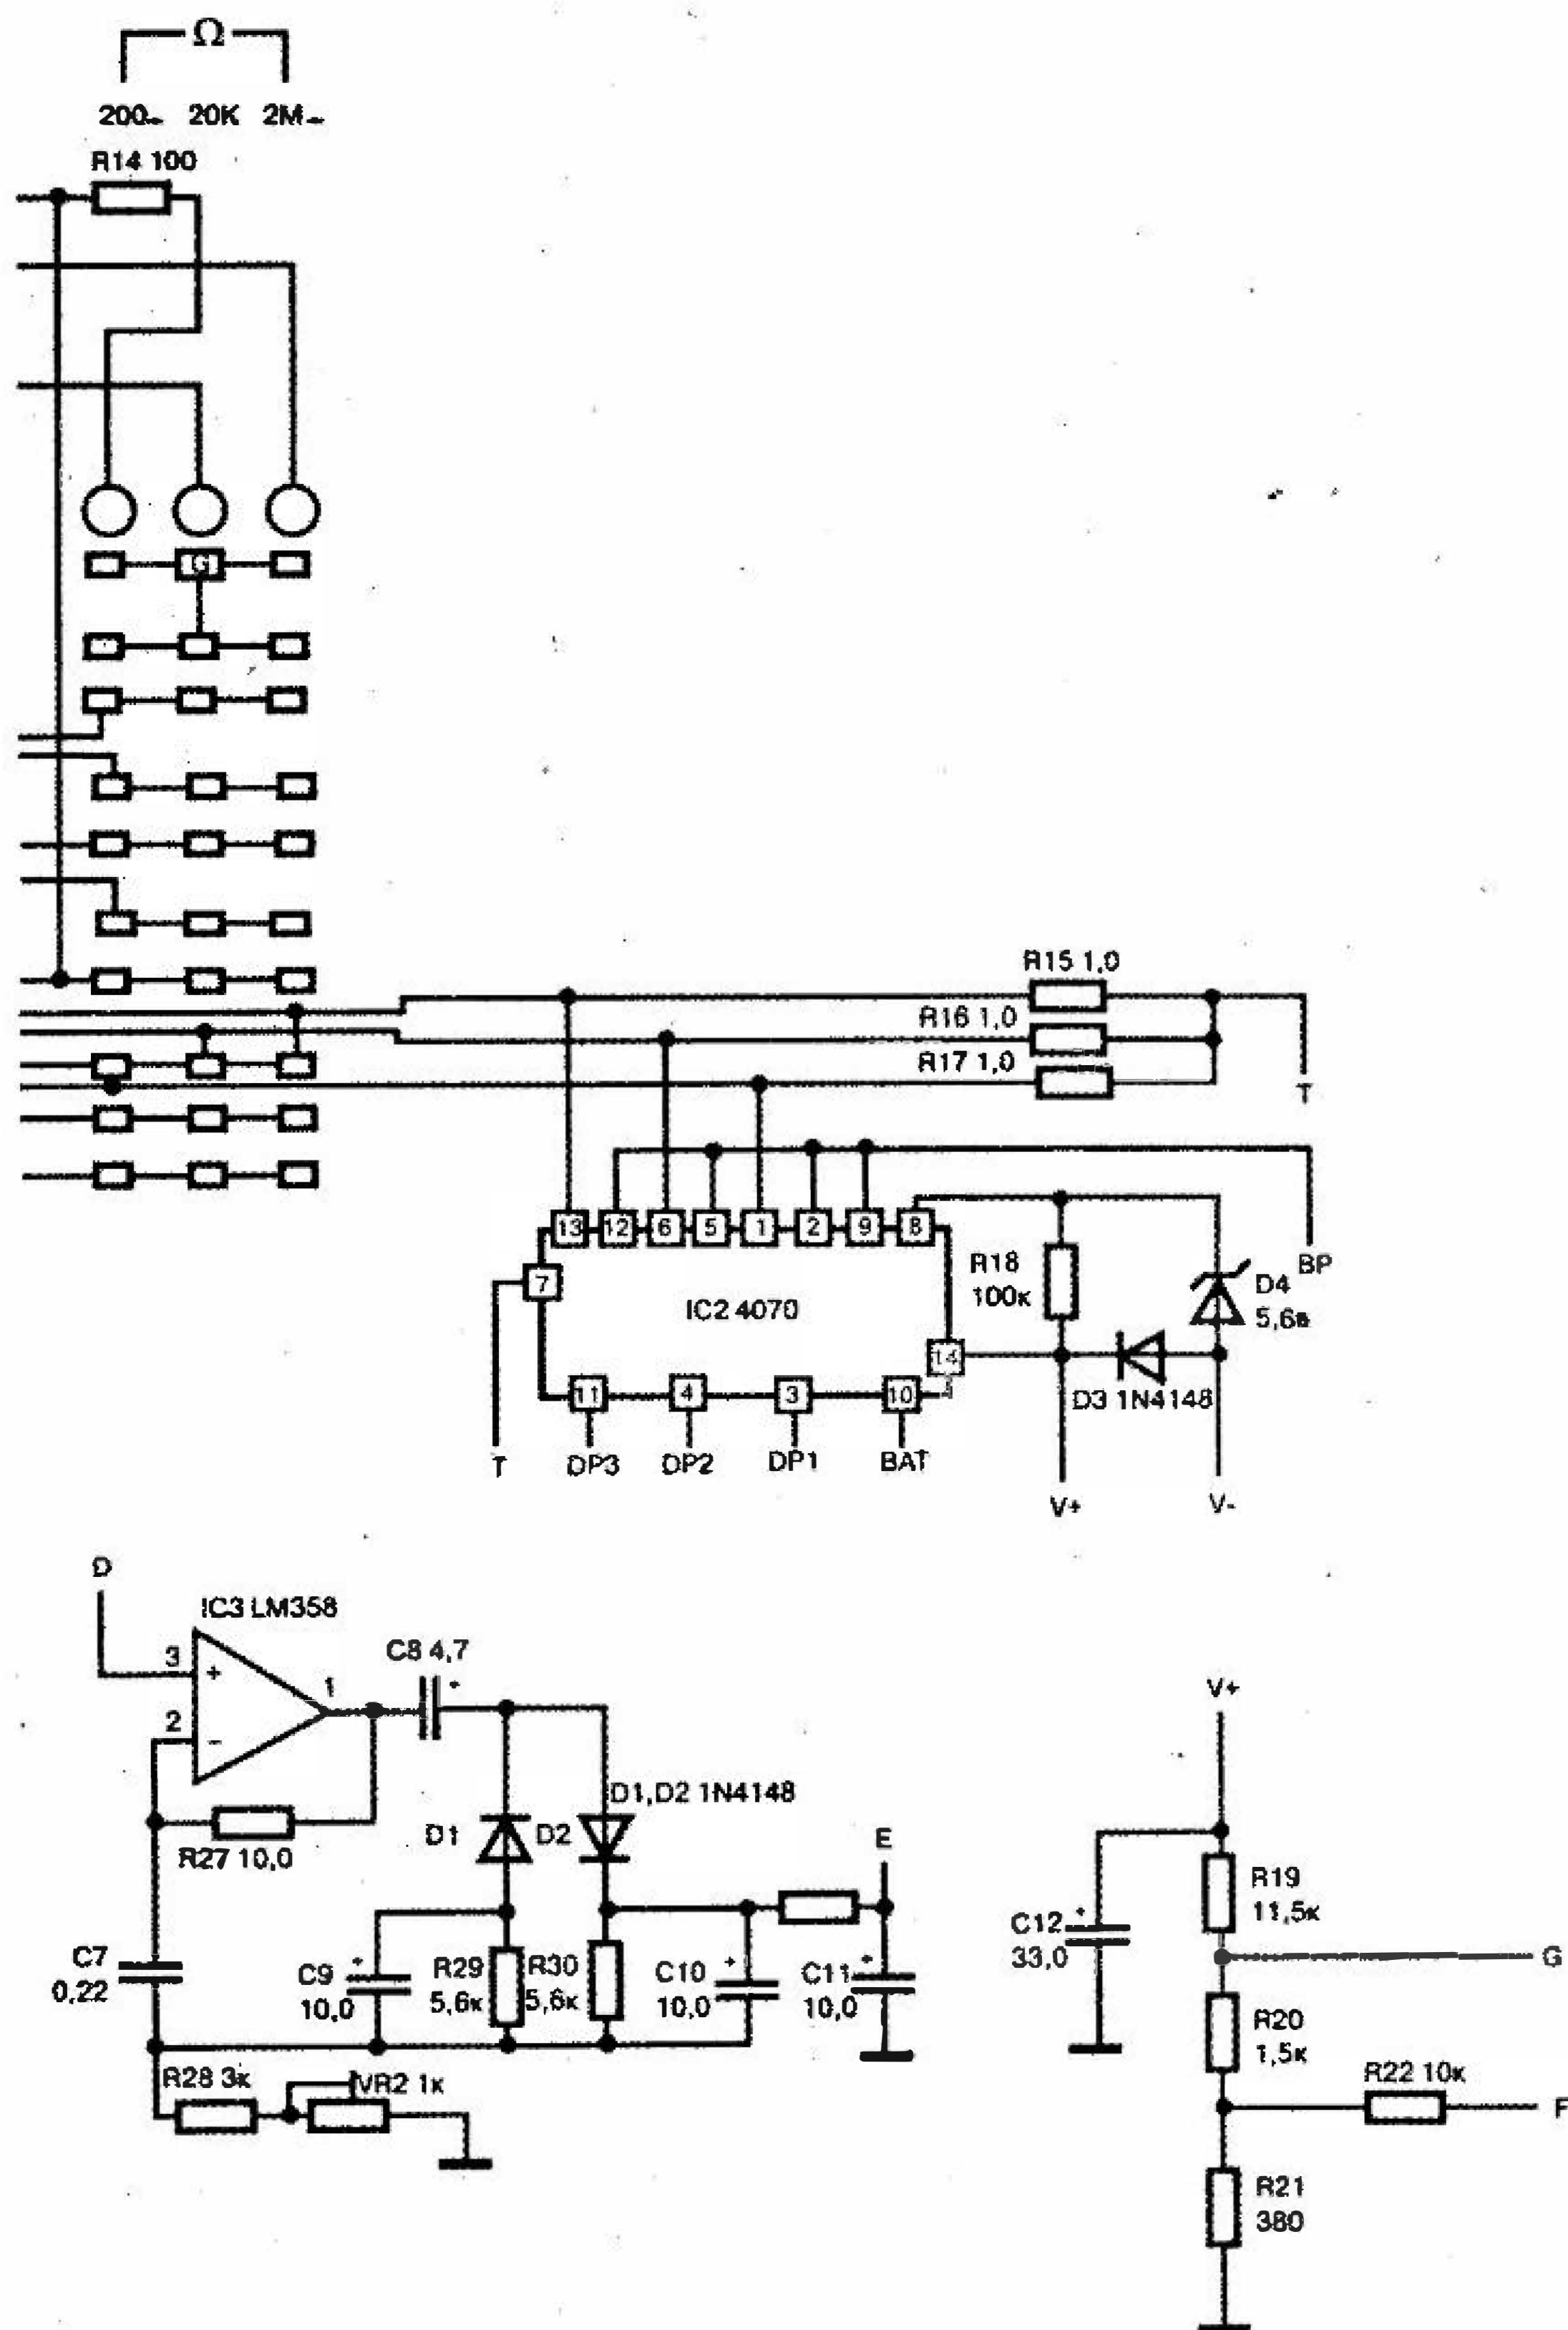 Ω
200 20K 2M
R14 100
G
R15 1,0
R16 1,0
R17 1,0
T
13 12 6 5 1 2 9 8
7
IC2 4070
R18
100к
D4
5,6в
BP
14
D3 1N4148
11 4 3 10
T DP3 DP2 DP1 BAT
V+ V-
D
IC3 LM358
3
+
2
-
1
C8 4,7
+
R27 10,0
D1 D2
D1,D2 1N4148
E
C7
0,22
C9
10,0
+
R29
5,6к
R30
5,6к
C10
10,0
+
C11
10,0
+
R28 3к
VR2 1к
V+
C12
33,0
+
R19
11,5к
G
R20
1,5к
R22 10к
F
R21
380